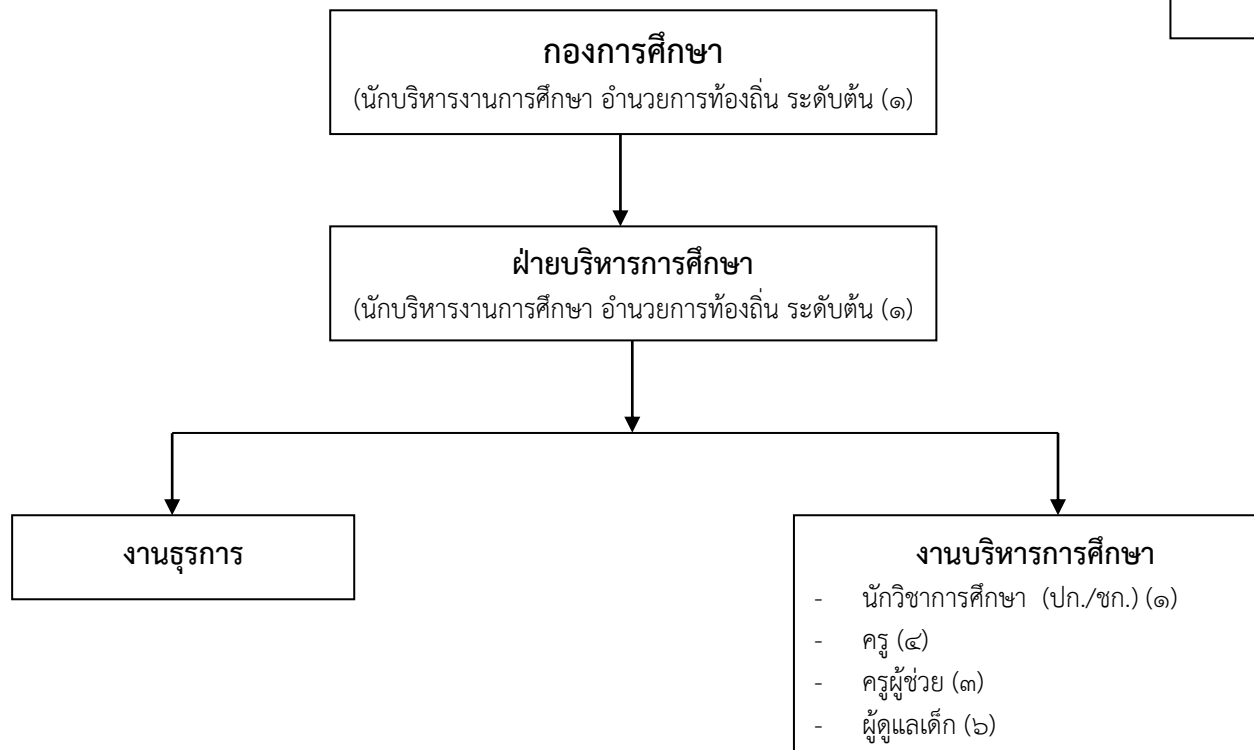 กองการศึกษา
(นักบริหารงานการศึกษา อำนวยการท้องถิ่น ระดับต้น (๑)
ฝ่ายบริหารการศึกษา
(นักบริหารงานการศึกษา อำนวยการท้องถิ่น ระดับต้น (๑)
งานธุรการ
งานบริหารการศึกษา
- นักวิชาการศึกษา (ปก./ชก.) (๑)
- ครู (๔)
- ครูผู้ช่วย (๓)
- ผู้ดูแลเด็ก (๖)